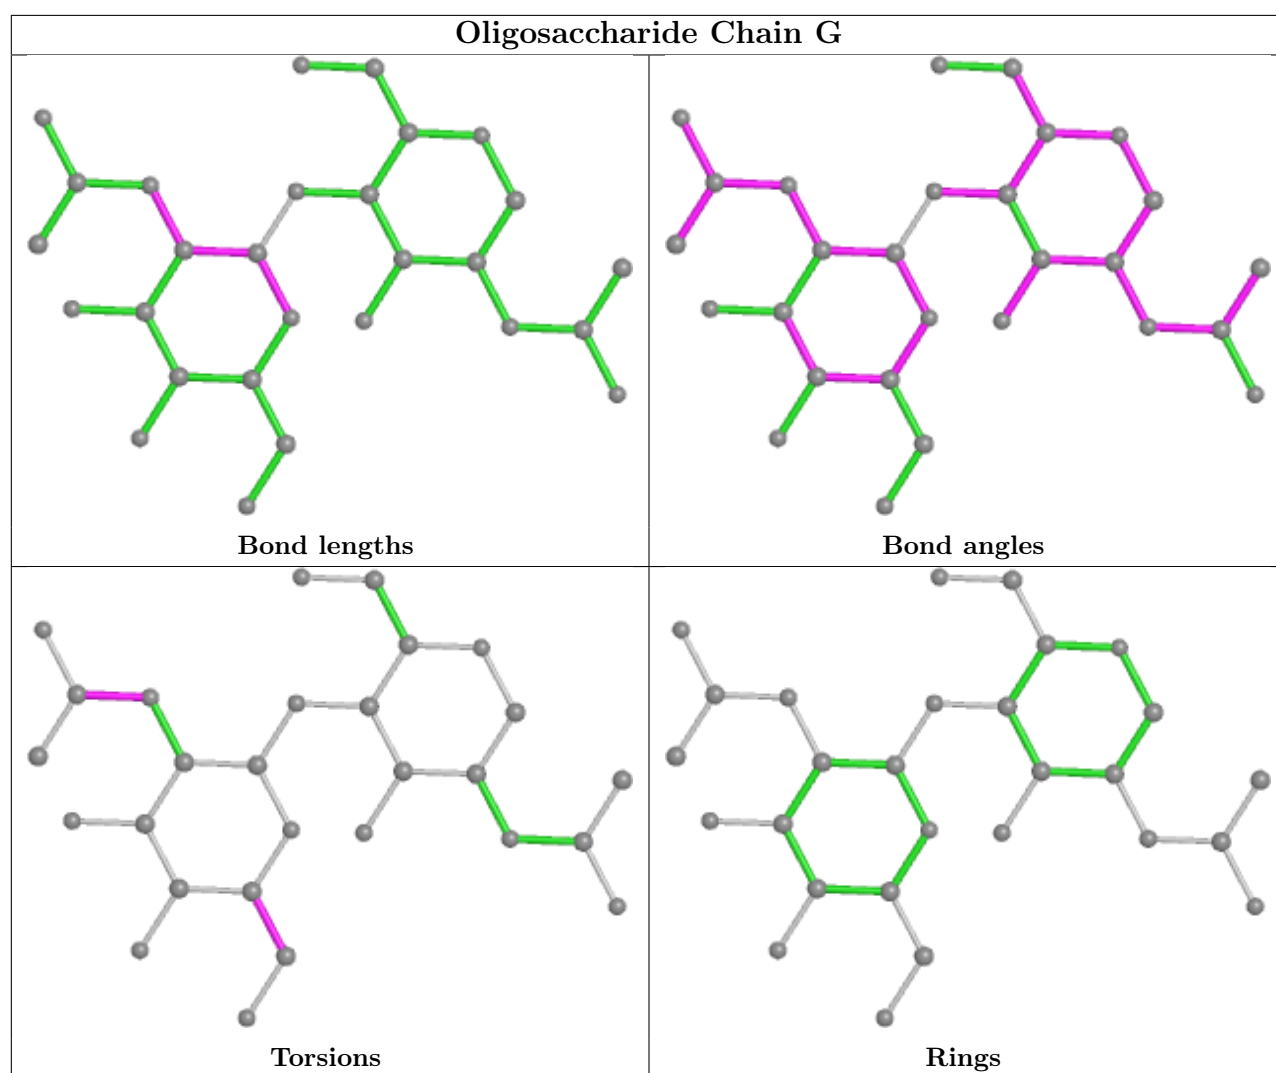 Oligosaccharide Chain G
Bond lengths
Bond angles
Torsions
Rings